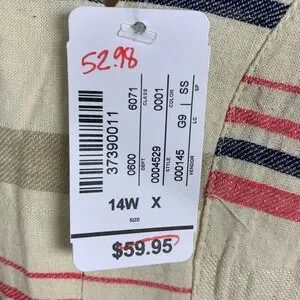 52.98
37390011
6071
0001
SS
CLASS
COLOR
SP
G9
LC
0600
0004529
000145
DEPT
STYLE
VENDOR
14W X
SIZE
$59.95